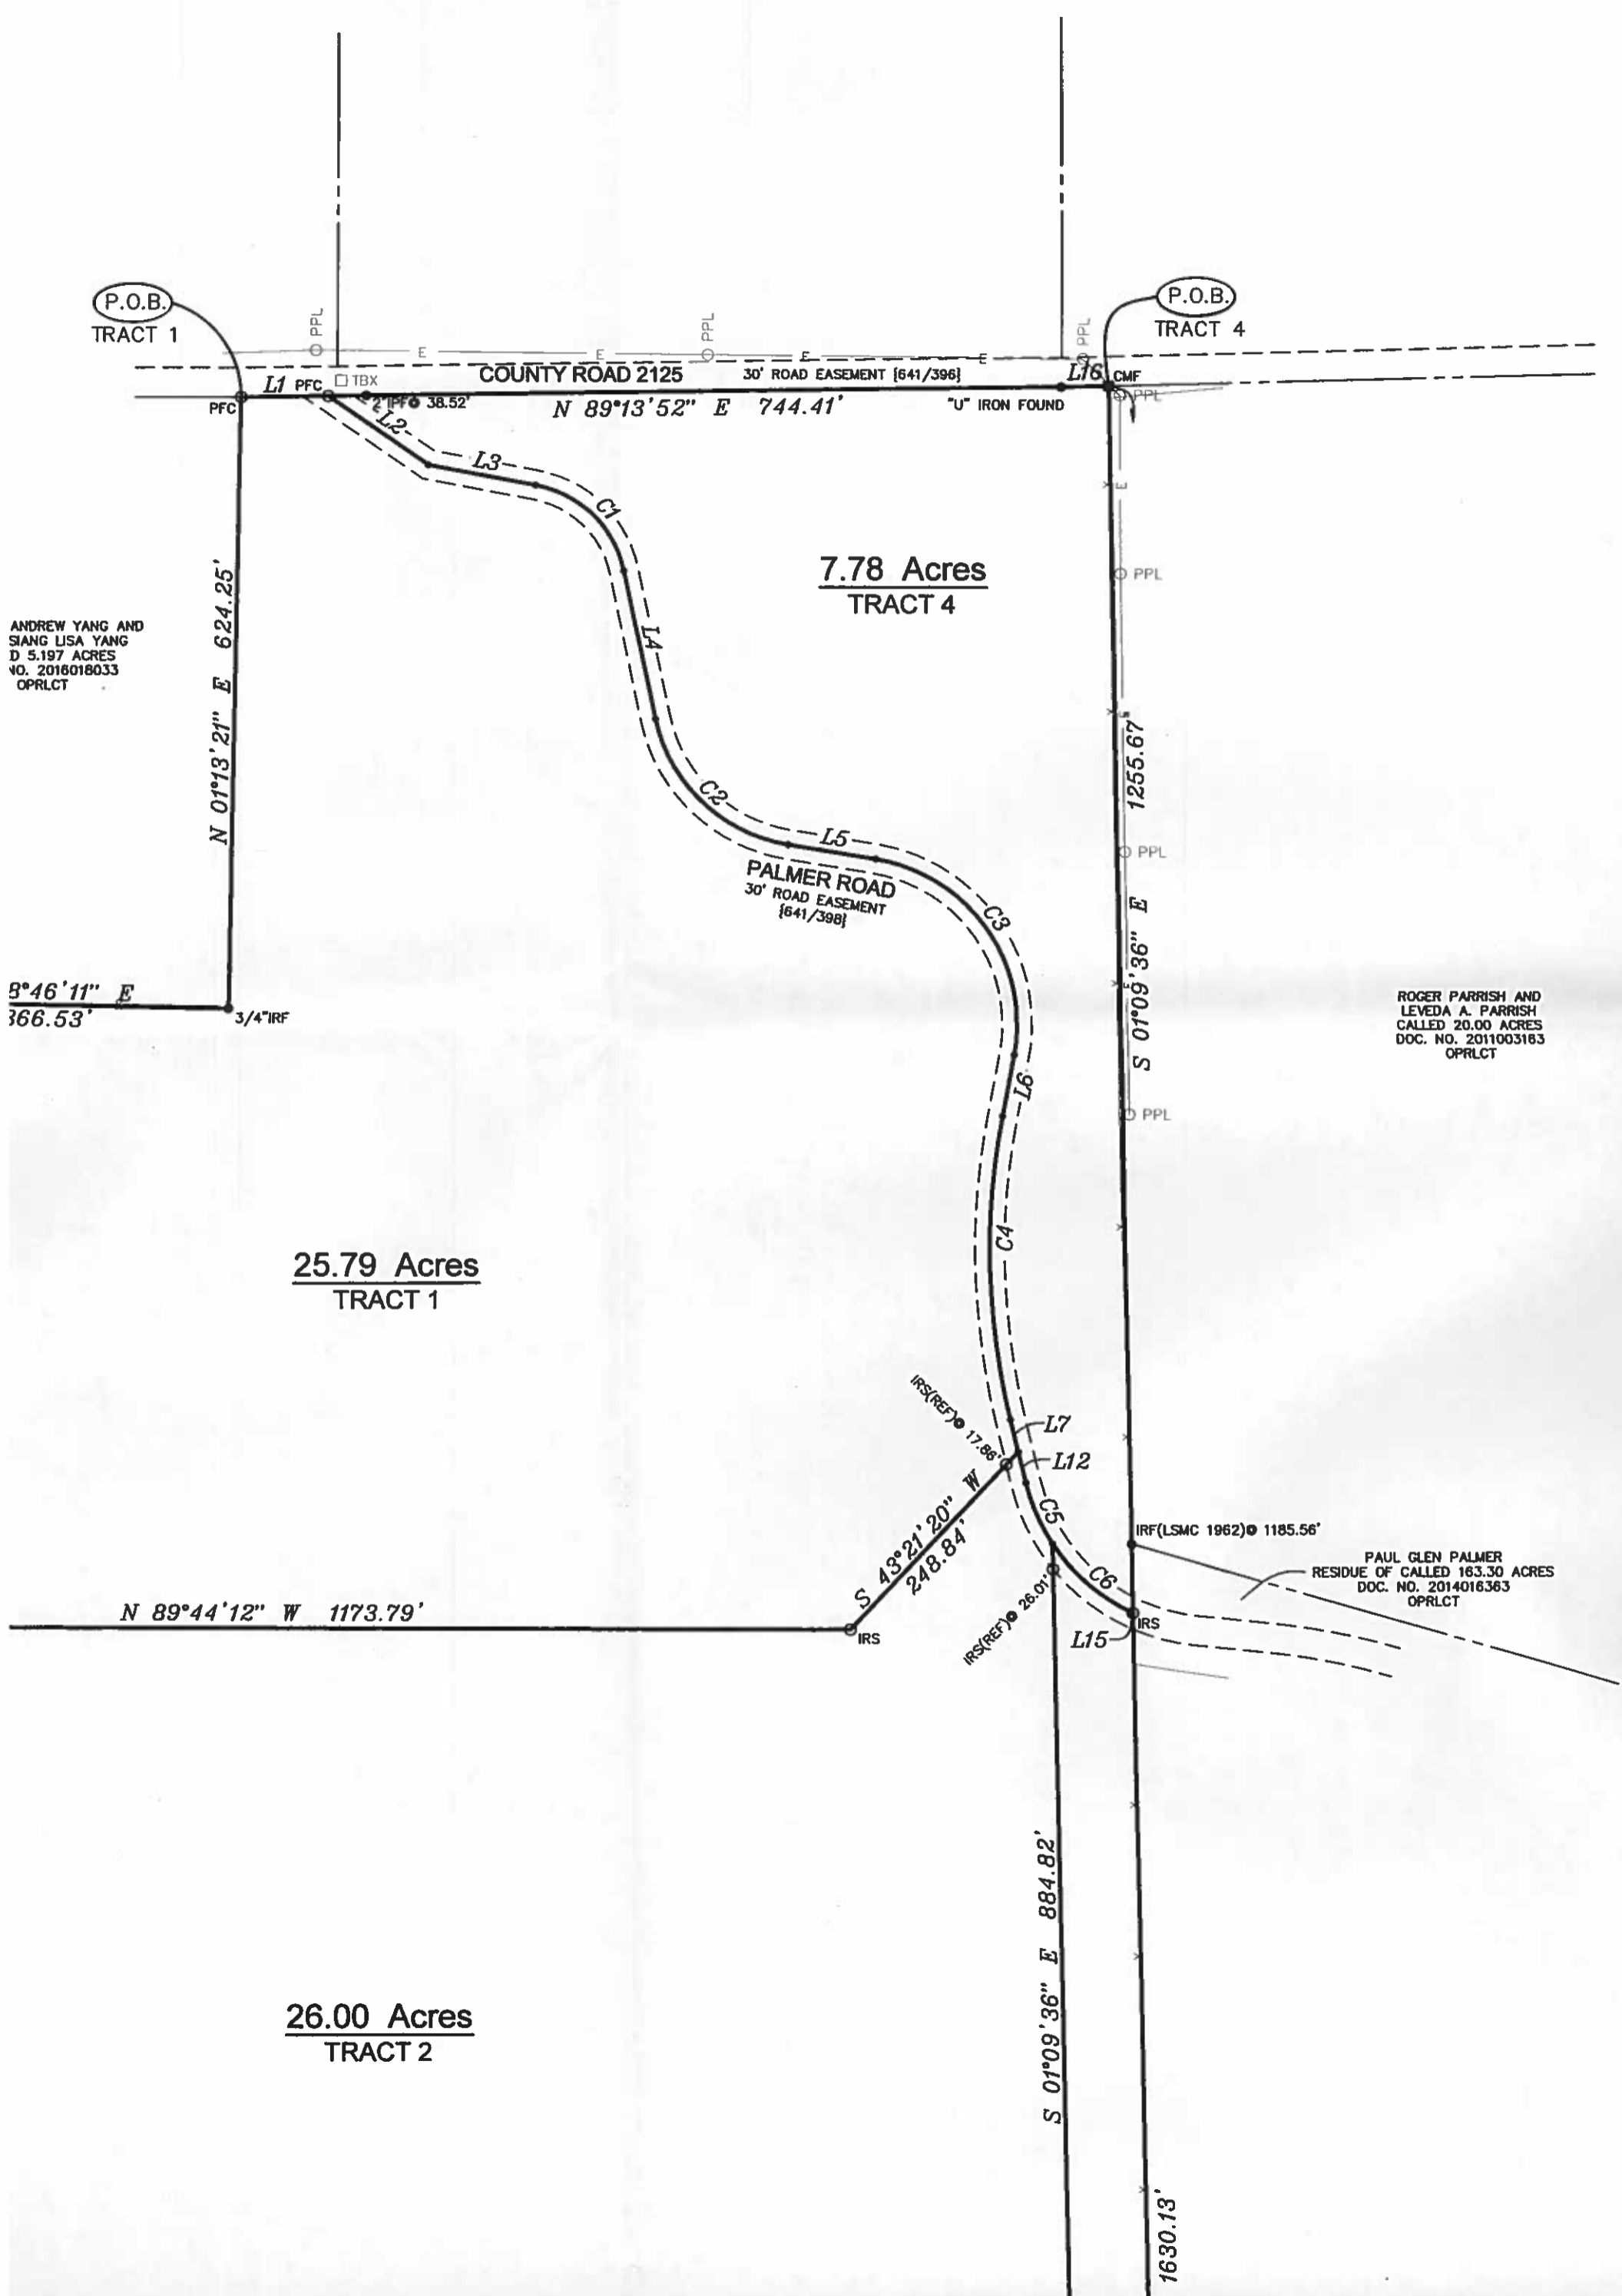 P.O.B.
TRACT 1
P.O.B.
TRACT 4
PPL
PPL
PPL
E
E
E
E
L1
PFC
TBX
COUNTY ROAD 2125
30' ROAD EASEMENT [641/396]
L16
CMF
PFC
38.52'
N 89°13'52" E 744.41'
"U" IRON FOUND
PPL
L2
L3
C1
E
7.78 Acres
TRACT 4
PPL
N 01°13'21" E 624.25'
ANDREW YANG AND
SIANG LISA YANG
D 5.197 ACRES
NO. 2016018033
OPRLCT
L4
C2
L5
PALMER ROAD
30' ROAD EASEMENT
[641/398]
C3
S 01°09'36" E 1255.67'
PPL
E
8°46'11" E
366.53'
3/4"IRF
ROGER PARRISH AND
LEVEDA A. PARRISH
CALLED 20.00 ACRES
DOC. NO. 2011003163
OPRLCT
L6
PPL
C4
25.79 Acres
TRACT 1
IRS(REF)@ 17.86'
L7
L12
S 43°21'20" W
248.84'
C5
IRF(LSMC 1962)@ 1185.56'
C6
PAUL GLEN PALMER
RESIDUE OF CALLED 163.30 ACRES
DOC. NO. 2014016363
OPRLCT
IRS(REF)@ 26.01'
N 89°44'12" W 1173.79'
IRS
L15
IRS
S 01°09'36" E 884.82'
26.00 Acres
TRACT 2
1630.13'